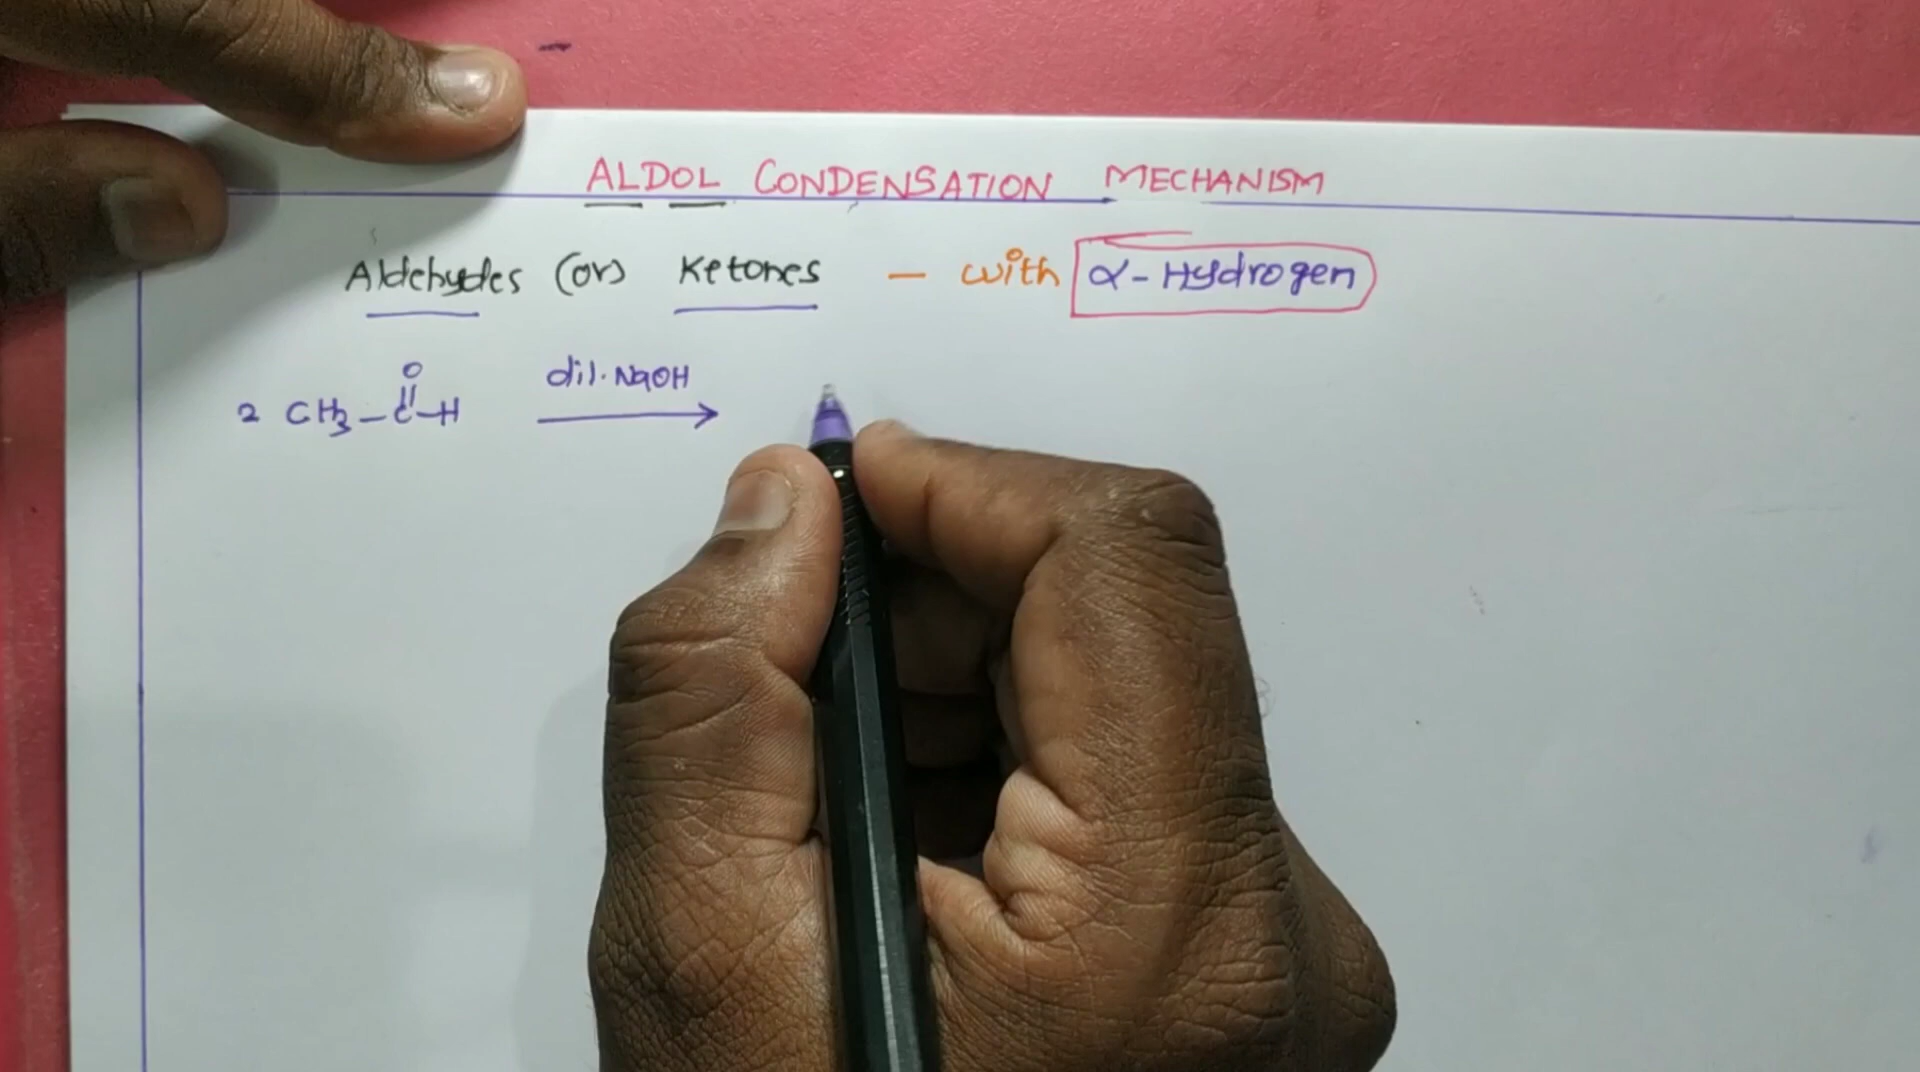 ALDOL CONDENSATION MECHANISM
Aldehydes (or) Ketones - with α-Hydrogen
O
dil. NaOH
2 CH3-C-H